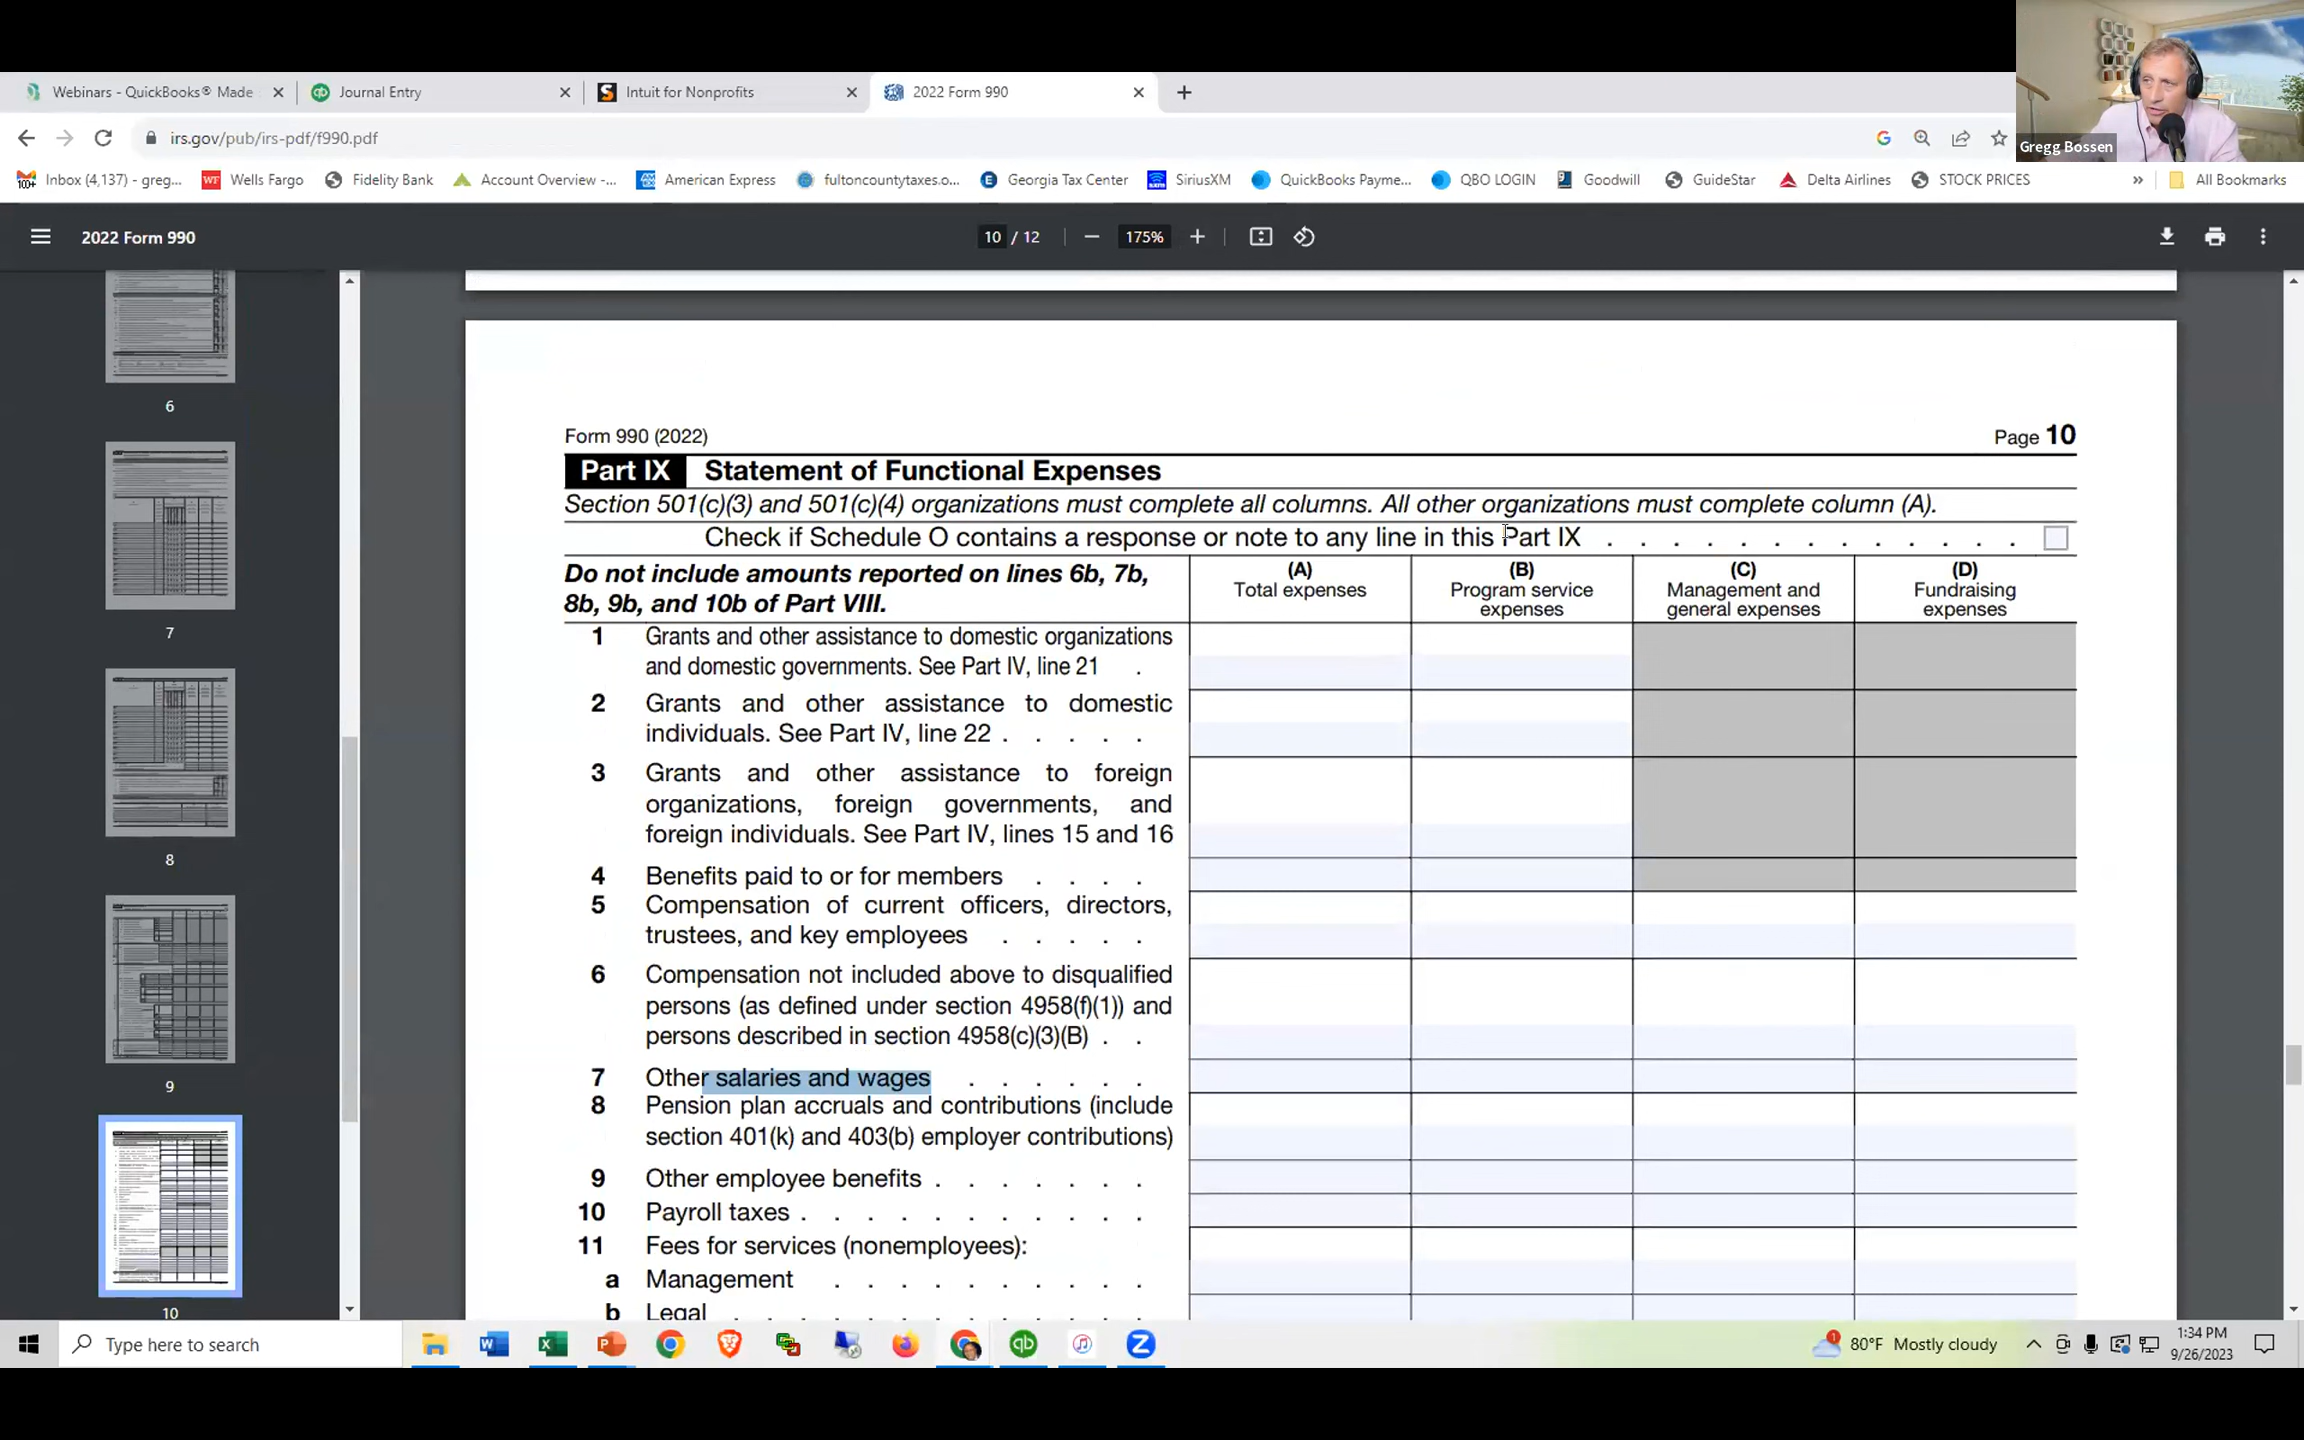 Webinars - QuickBooks® Made
Journal Entry
Intuit for Nonprofits
2022 Form 990
irs.gov/pub/irs-pdf/f990.pdf
Gregg Bossen
100+
Inbox (4,137) - greg...
WF
Wells Fargo
Fidelity Bank
Account Overview -...
American Express
fultoncountytaxes.o...
Georgia Tax Center
SiriusXM
QuickBooks Payme...
QBO LOGIN
Goodwill
GuideStar
Delta Airlines
STOCK PRICES
»
All Bookmarks
2022 Form 990
10 / 12
175%
6
7
8
9
10
Form 990 (2022)
Page 10
Part IX Statement of Functional Expenses
Section 501(c)(3) and 501(c)(4) organizations must complete all columns. All other organizations must complete column (A).
Check if Schedule O contains a response or note to any line in this Part IX . . . . . . . . . . . . .
Do not include amounts reported on lines 6b, 7b,
8b, 9b, and 10b of Part VIII.
(A)
Total expenses
(B)
Program service
expenses
(C)
Management and
general expenses
(D)
Fundraising
expenses
1 Grants and other assistance to domestic organizations
and domestic governments. See Part IV, line 21 .
2 Grants and other assistance to domestic
individuals. See Part IV, line 22 . . . . .
3 Grants and other assistance to foreign
organizations, foreign governments, and
foreign individuals. See Part IV, lines 15 and 16
4 Benefits paid to or for members . . . .
5 Compensation of current officers, directors,
trustees, and key employees . . . . .
6 Compensation not included above to disqualified
persons (as defined under section 4958(f)(1)) and
persons described in section 4958(c)(3)(B) . .
7 Other salaries and wages . . . . . .
8 Pension plan accruals and contributions (include
section 401(k) and 403(b) employer contributions)
9 Other employee benefits . . . . . . .
10 Payroll taxes . . . . . . . . . . .
11 Fees for services (nonemployees):
a Management . . . . . . . . . .
b Legal . . . . . . . . . . . . .
Type here to search
1
80°F Mostly cloudy
1:34 PM
9/26/2023